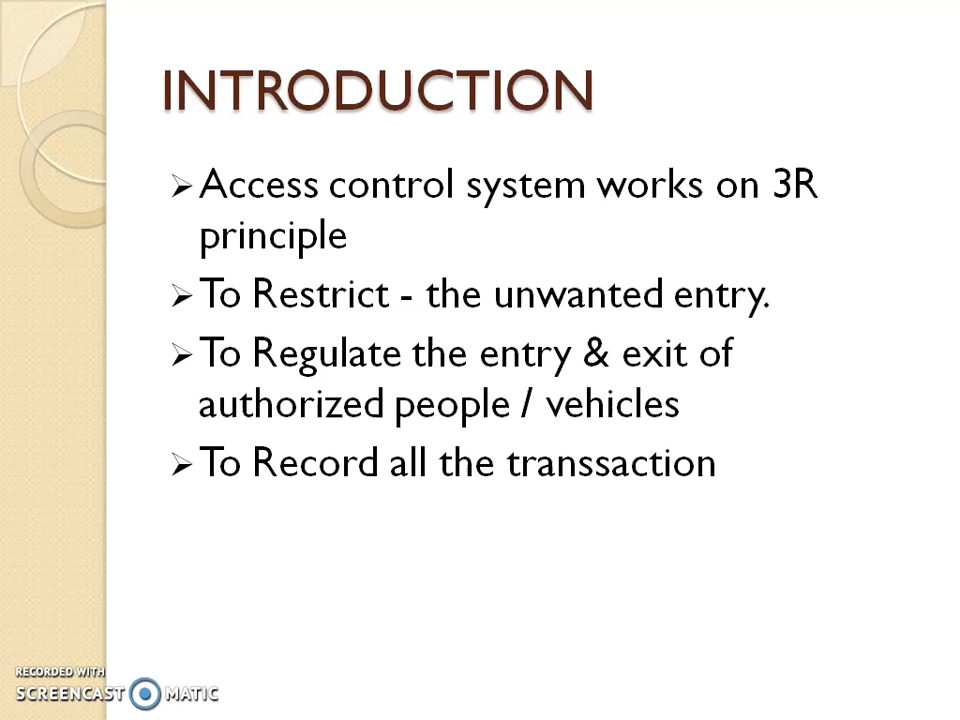 INTRODUCTION
Access control system works on 3R
principle
To Restrict - the unwanted entry.
To Regulate the entry & exit of
authorized people / vehicles
To Record all the transsaction
RECORDED WITH
SCREENCAST MATIC